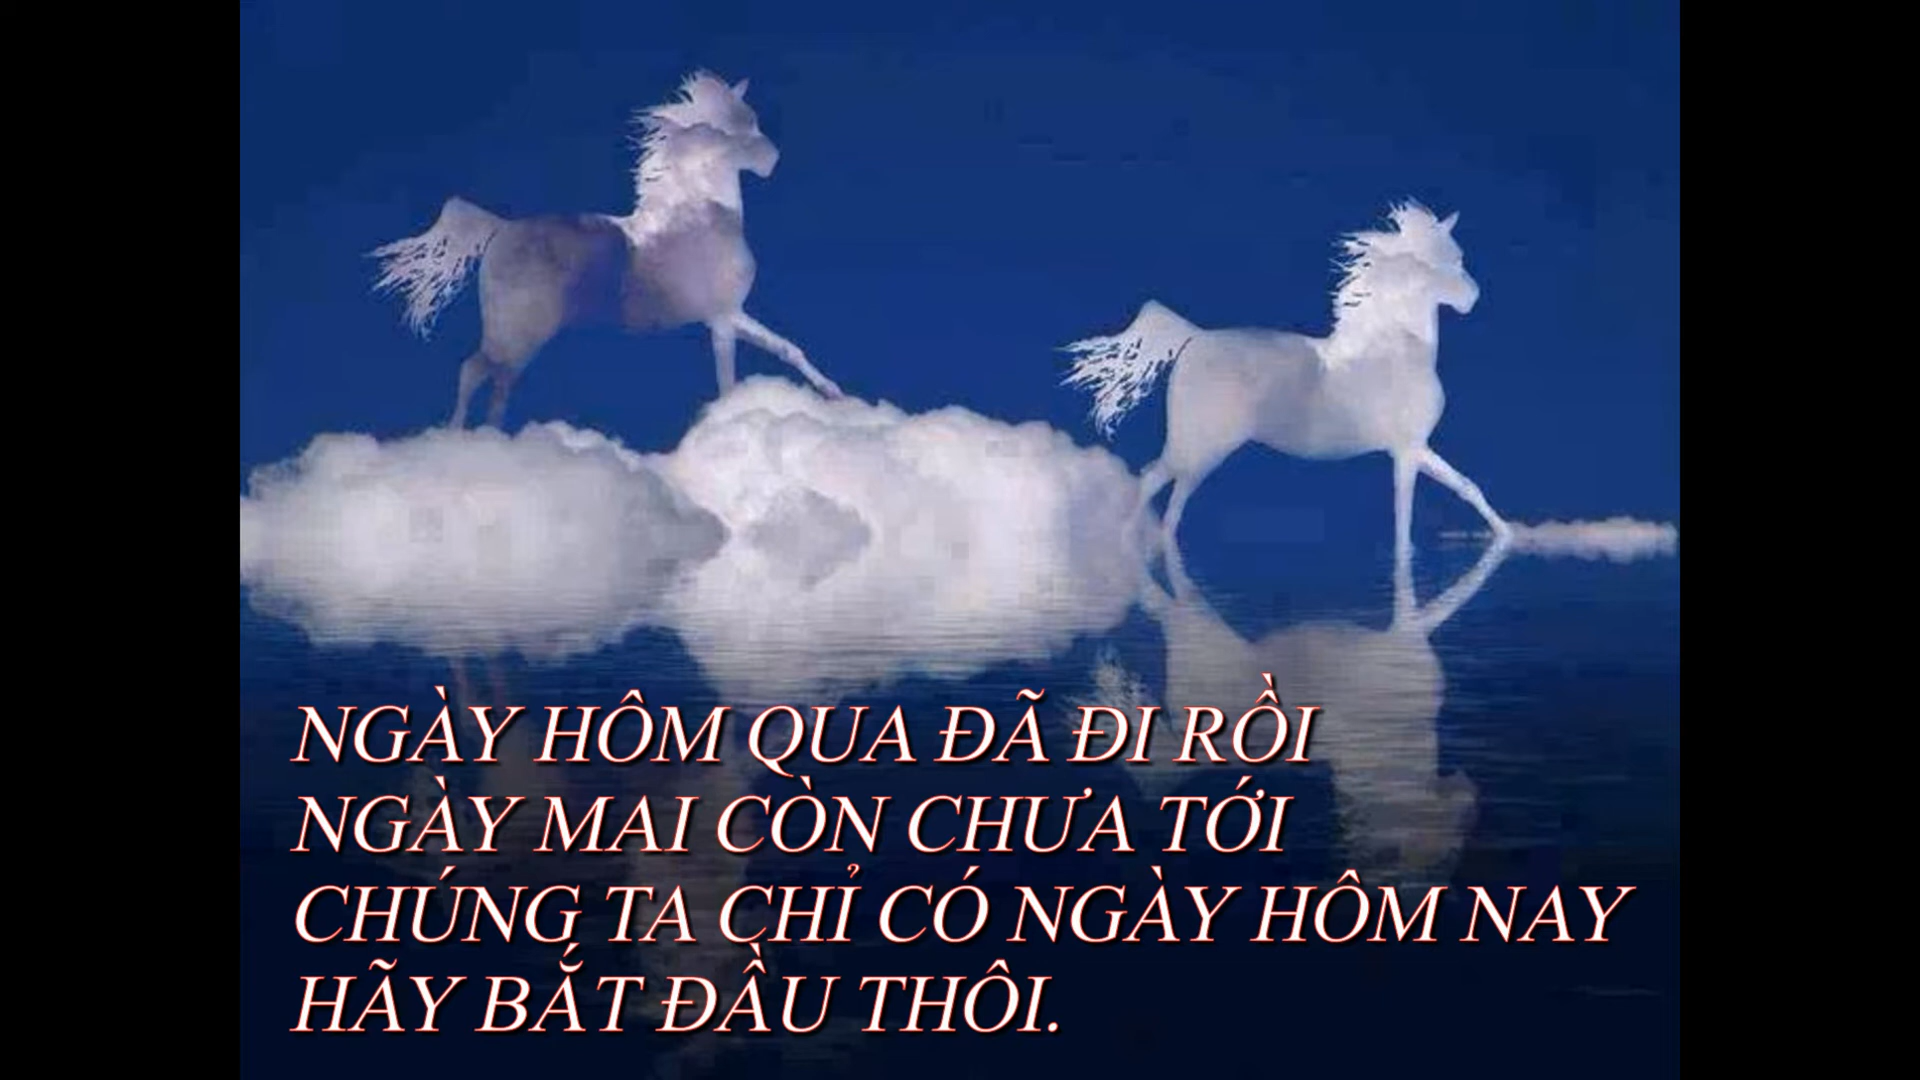 NGÀY HÔM QUA ĐÃ ĐI RỒI
NGÀY MAI CÒN CHƯA TỚI
CHÚNG TA CHỈ CÓ NGÀY HÔM NAY
HÃY BẮT ĐẦU THÔI.